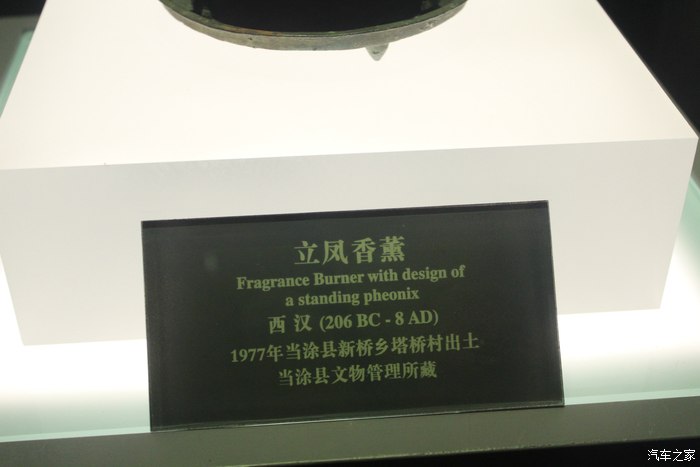 立凤香薰
Fragrance Burner with design of
a standing pheonix
西 汉 (206 BC - 8 AD)
1977年当涂县新桥乡塔桥村出土
当涂县文物管理所藏
汽车之家